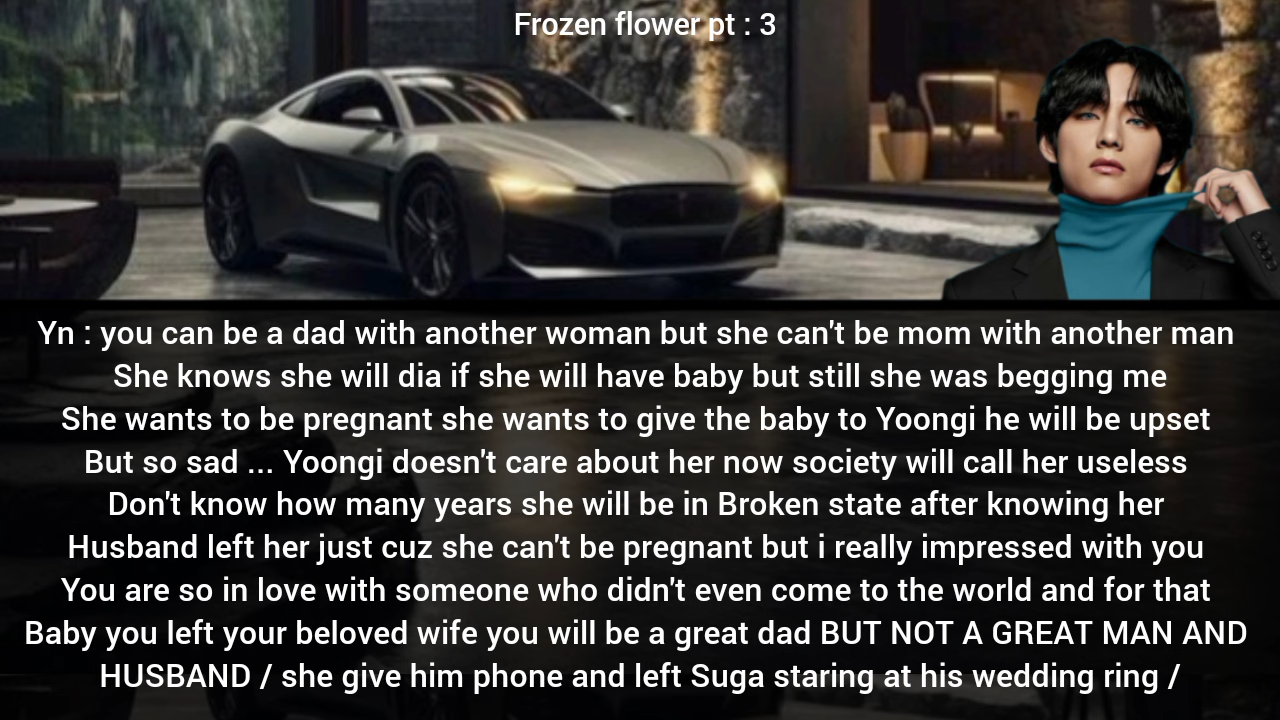 Frozen flower pt : 3
Yn : you can be a dad with another woman but she can't be mom with another man
She knows she will dia if she will have baby but still she was begging me
She wants to be pregnant she wants to give the baby to Yoongi he will be upset
But so sad ... Yoongi doesn't care about her now society will call her useless
Don't know how many years she will be in Broken state after knowing her
Husband left her just cuz she can't be pregnant but i really impressed with you
You are so in love with someone who didn't even come to the world and for that
Baby you left your beloved wife you will be a great dad BUT NOT A GREAT MAN AND
HUSBAND / she give him phone and left Suga staring at his wedding ring /